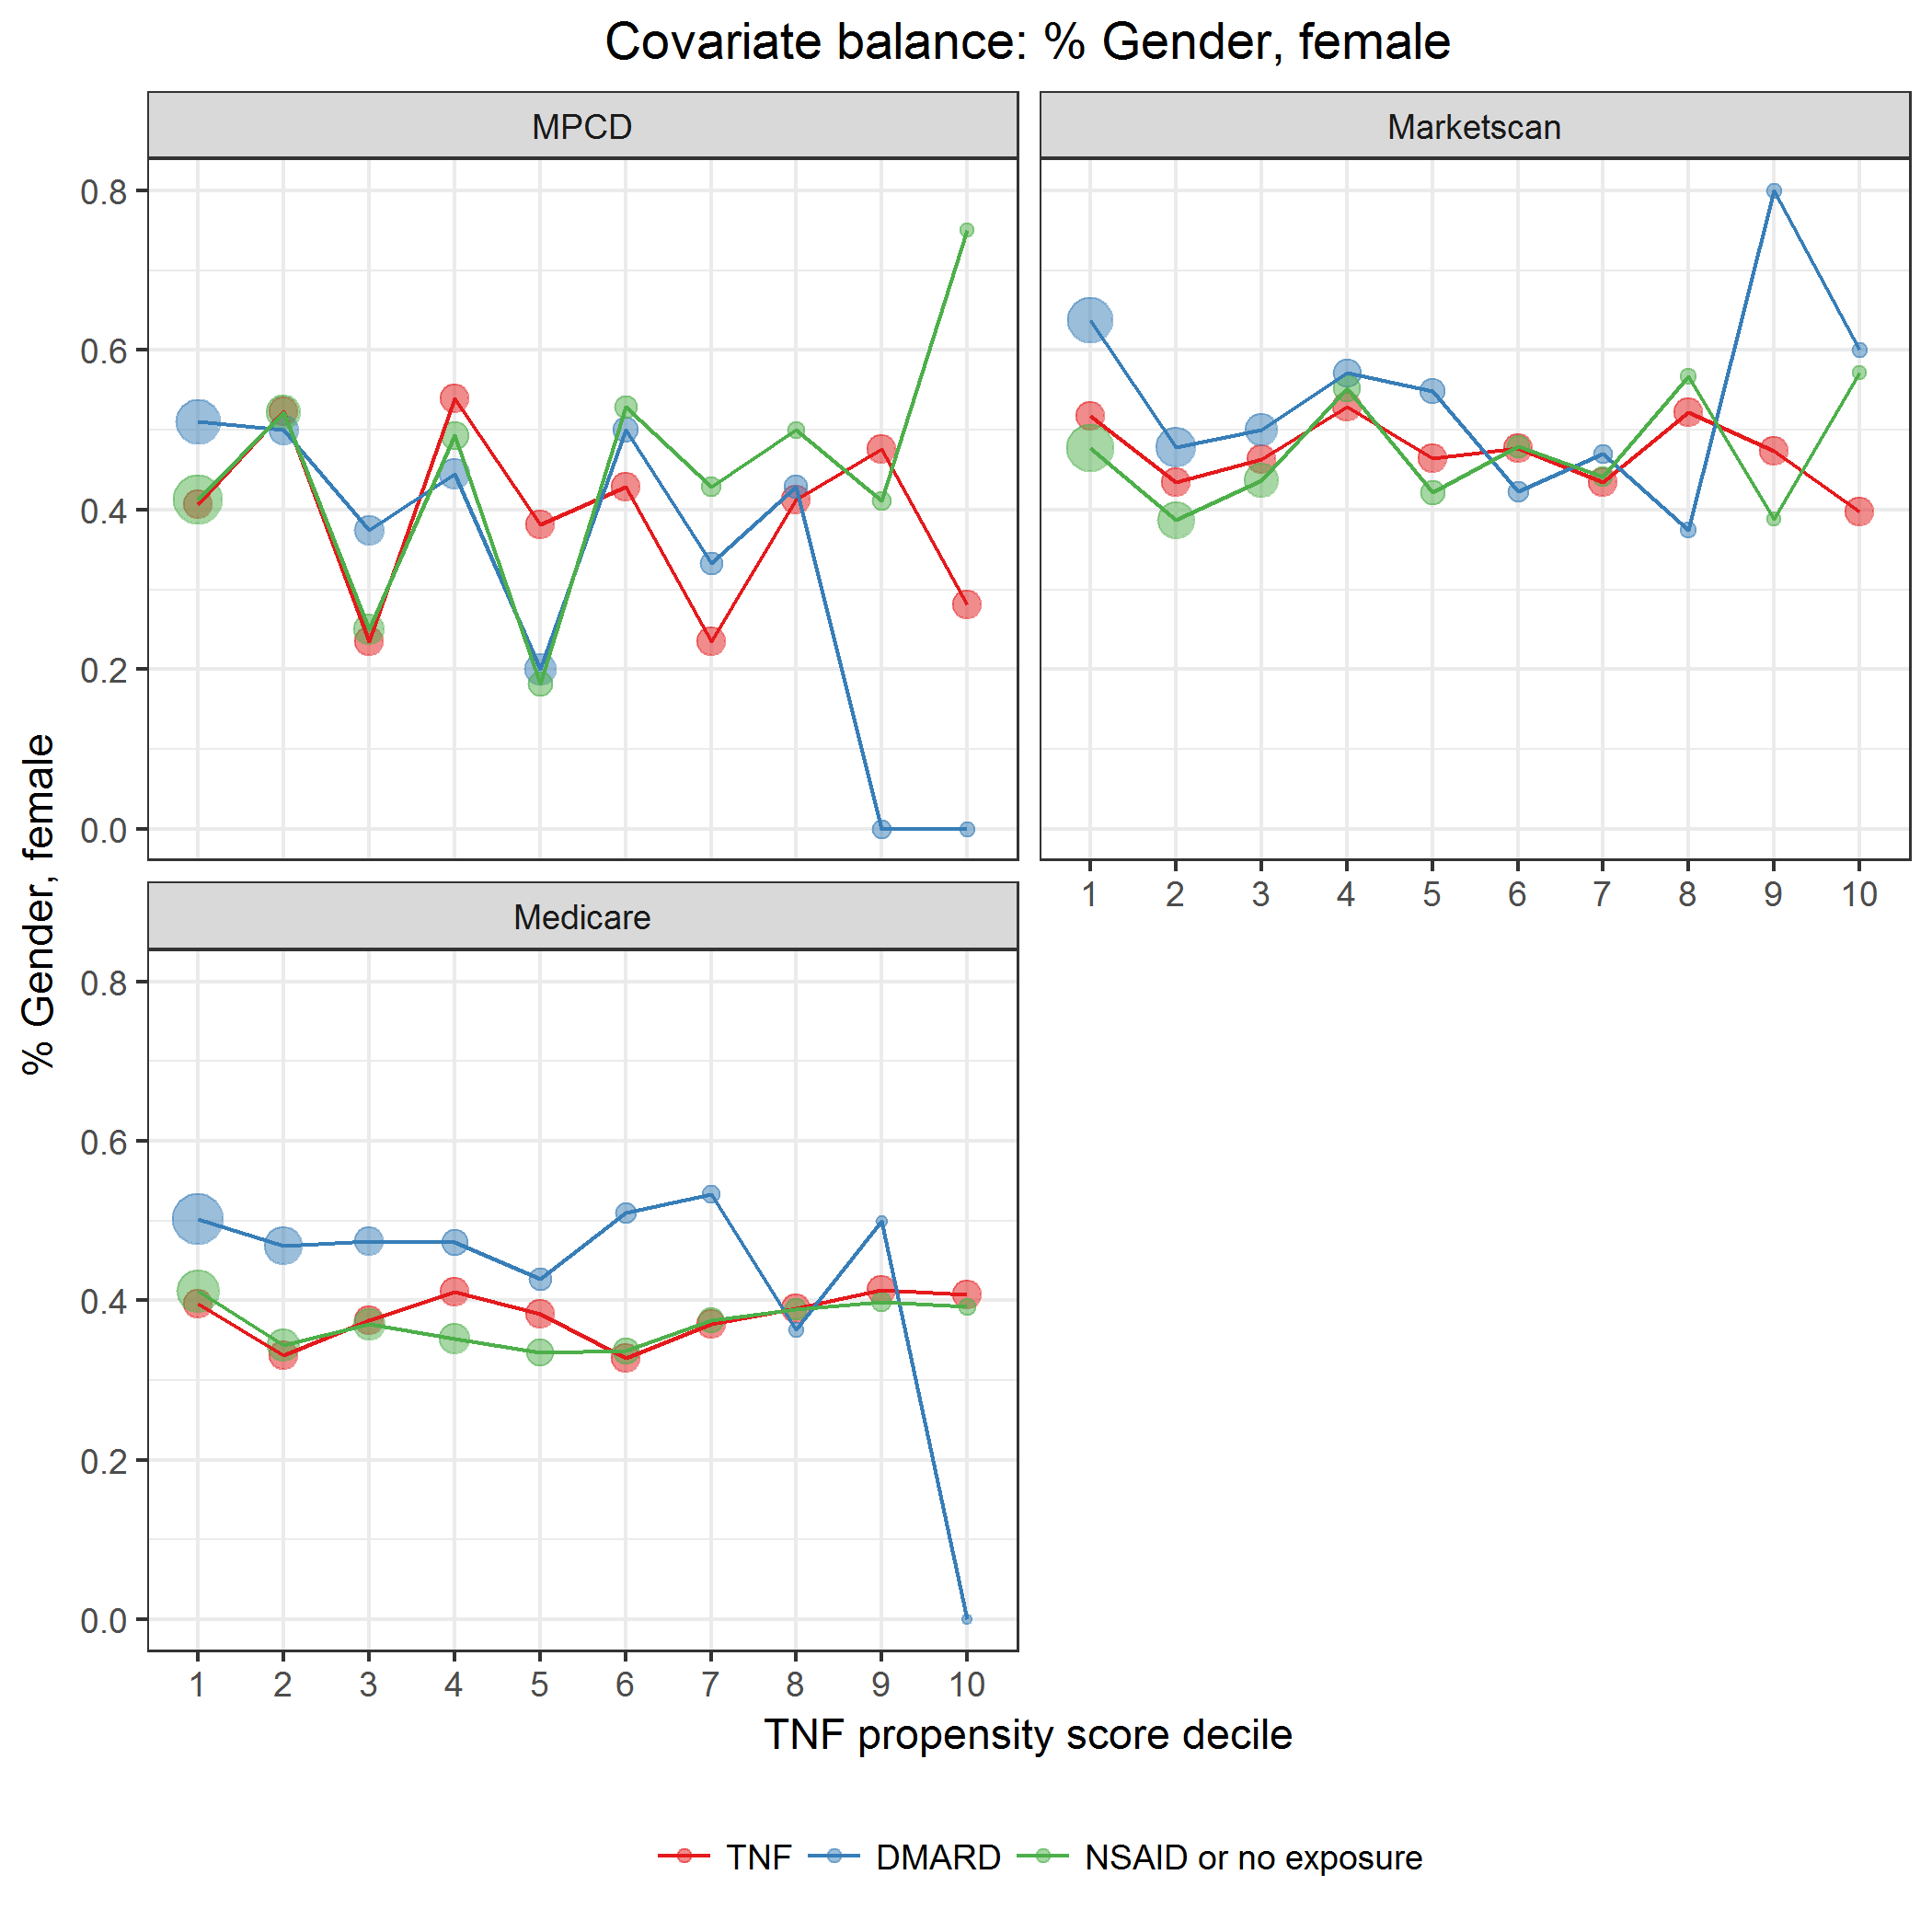 Covariate balance: % Gender, female
MPCD
Marketscan
0.8
0.6
0.4
0.2
0.0
1 2 3 4 5 6 7 8 9 10
% Gender, female
Medicare
0.8
0.6
0.4
0.2
0.0
1 2 3 4 5 6 7 8 9 10
TNF propensity score decile
TNF DMARD NSAID or no exposure